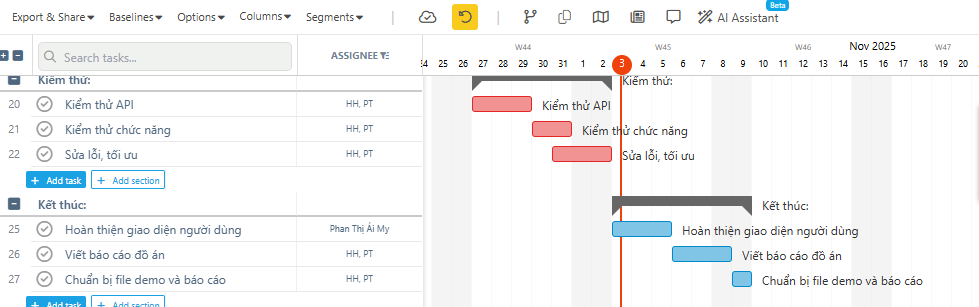 Export & Share Baselines Options Columns Segments AI Assistant Beta
W44 W45 W46 Nov 2025 W47
Search tasks... ASSIGNEE
24 25 26 27 28 29 30 31 1 2 3 4 5 6 7 8 9 10 11 12 13 14 15 16 17 18 19 20
Kiểm thử: Kiểm thử:
20 Kiểm thử API HH, PT Kiểm thử API
21 Kiểm thử chức năng HH, PT Kiểm thử chức năng
22 Sửa lỗi, tối ưu HH, PT Sửa lỗi, tối ưu
+ Add task + Add section
Kết thúc: Kết thúc:
25 Hoàn thiện giao diện người dùng Phan Thị Ái My Hoàn thiện giao diện người dùng
26 Viết báo cáo đồ án HH, PT Viết báo cáo đồ án
27 Chuẩn bị file demo và báo cáo HH, PT Chuẩn bị file demo và báo cáo
+ Add task + Add section